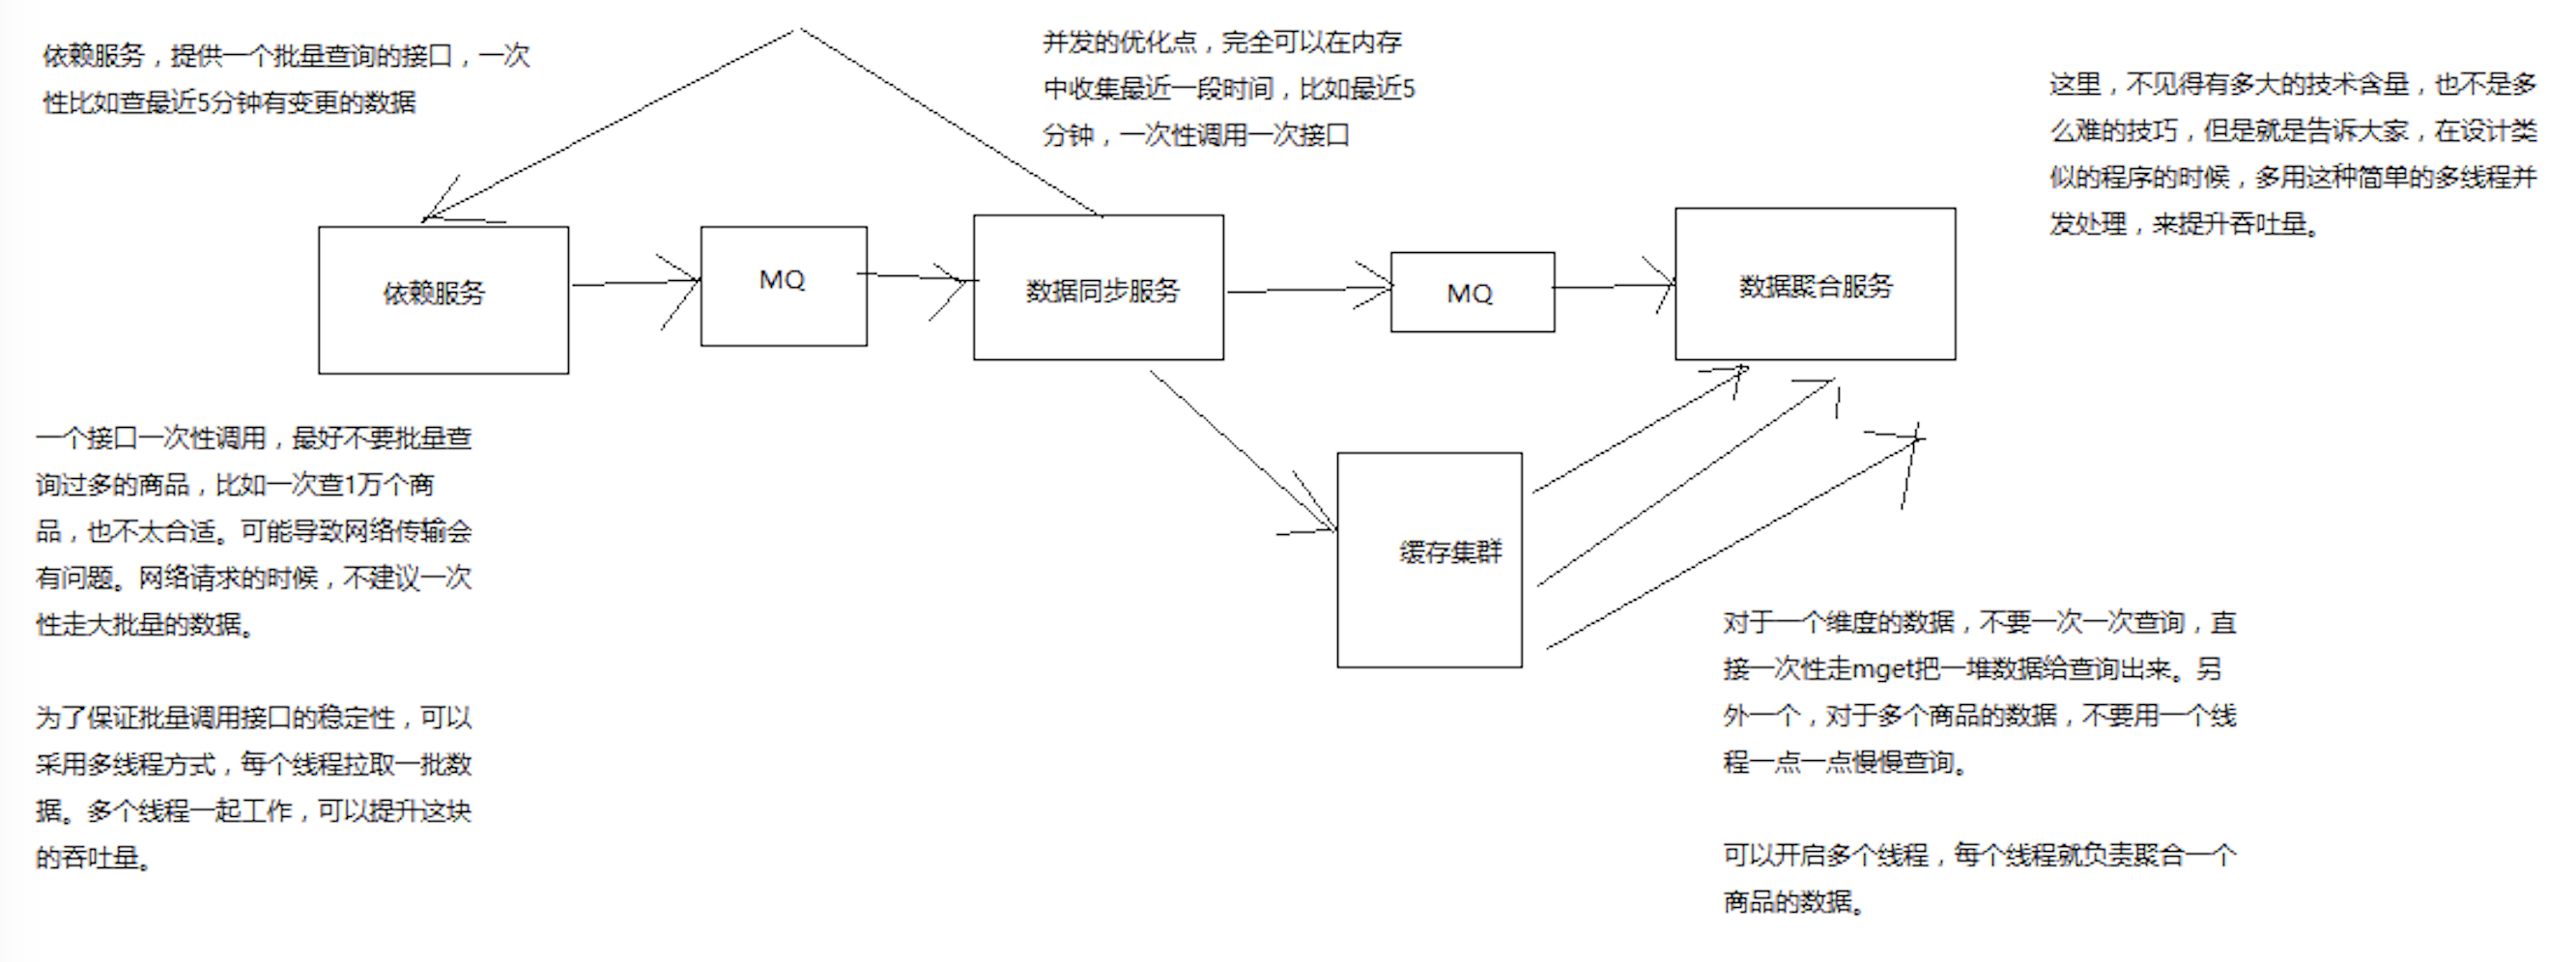 依赖服务，提供一个批量查询的接口，一次
性比如查最近5分钟有变更的数据
并发的优化点，完全可以在内存
中收集最近一段时间，比如最近5
分钟，一次性调用一次接口
这里，不见得有多大的技术含量，也不是多
么难的技巧，但是就是告诉大家，在设计类
似的程序的时候，多用这种简单的多线程并
发处理，来提升吞吐量。
依赖服务
MQ
数据同步服务
MQ
数据聚合服务
缓存集群
一个接口一次性调用，最好不要批量查
询过多的商品，比如一次查1万个商
品，也不太合适。可能导致网络传输会
有问题。网络请求的时候，不建议一次
性走大批量的数据。
为了保证批量调用接口的稳定性，可以
采用多线程方式，每个线程拉取一批数
据。多个线程一起工作，可以提升这块
的吞吐量。
对于一个维度的数据，不要一次一次查询，直
接一次性走mget把一堆数据给查询出来。另
外一个，对于多个商品的数据，不要用一个线
程一点一点慢慢查询。
可以开启多个线程，每个线程就负责聚合一个
商品的数据。